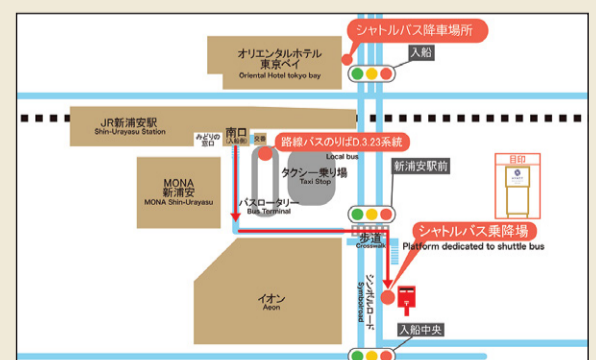 シャトルバス降車場所
オリエンタルホテル
東京ベイ
Oriental Hotel tokyo bay
入船
JR新浦安駅
Shin-Urayasu Station
みどりの
窓口
南口
(入船側)
交番
路線バスのりばD.3.23系統
Local bus
タクシー乗り場
Taxi Stop
新浦安駅前
目印
MONA
新浦安
MONA Shin-Urayasu
バスロータリー
Bus Terminal
歩道
Crosswalk
シャトルバス乗降場
Platform dedicated to shuttle bus
イオン
Aeon
シンボルロード
Symbolroad
〒
入船中央